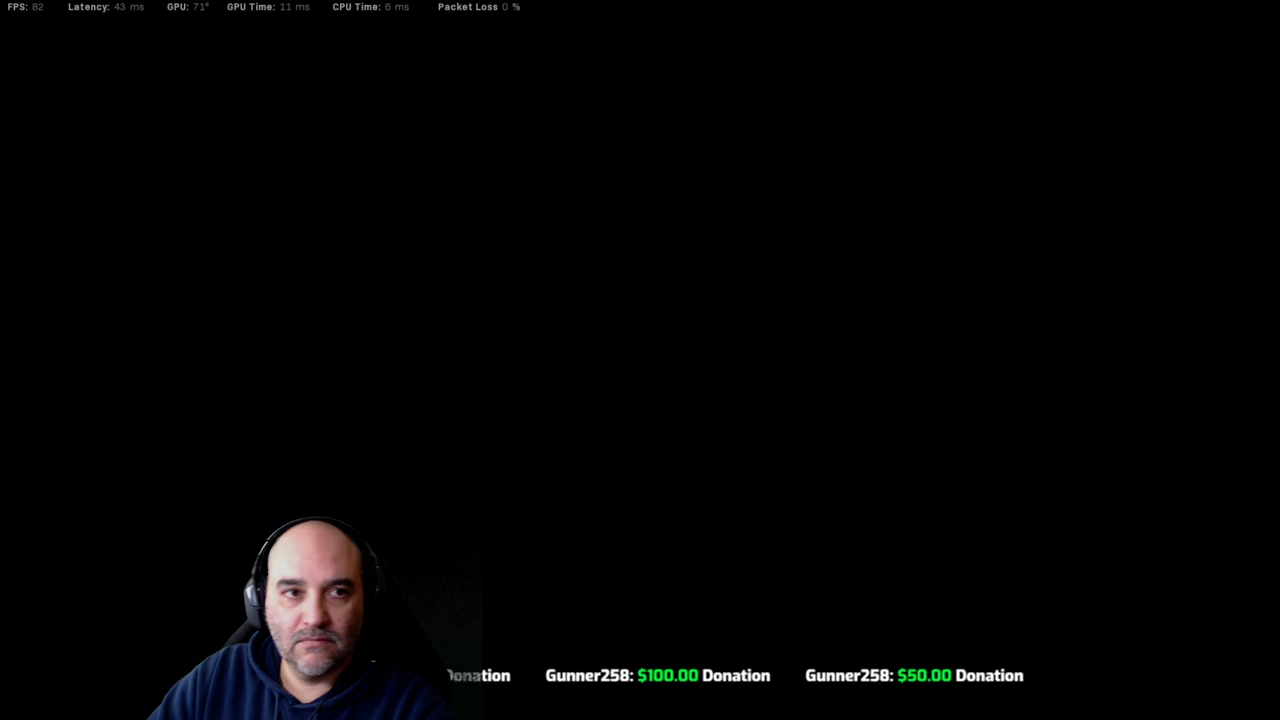 FPS: 82 Latency: 43 ms GPU: 71° GPU Time: 11 ms CPU Time: 6 ms Packet Loss 0 %
Donation Gunner258: $100.00 Donation Gunner258: $50.00 Donation